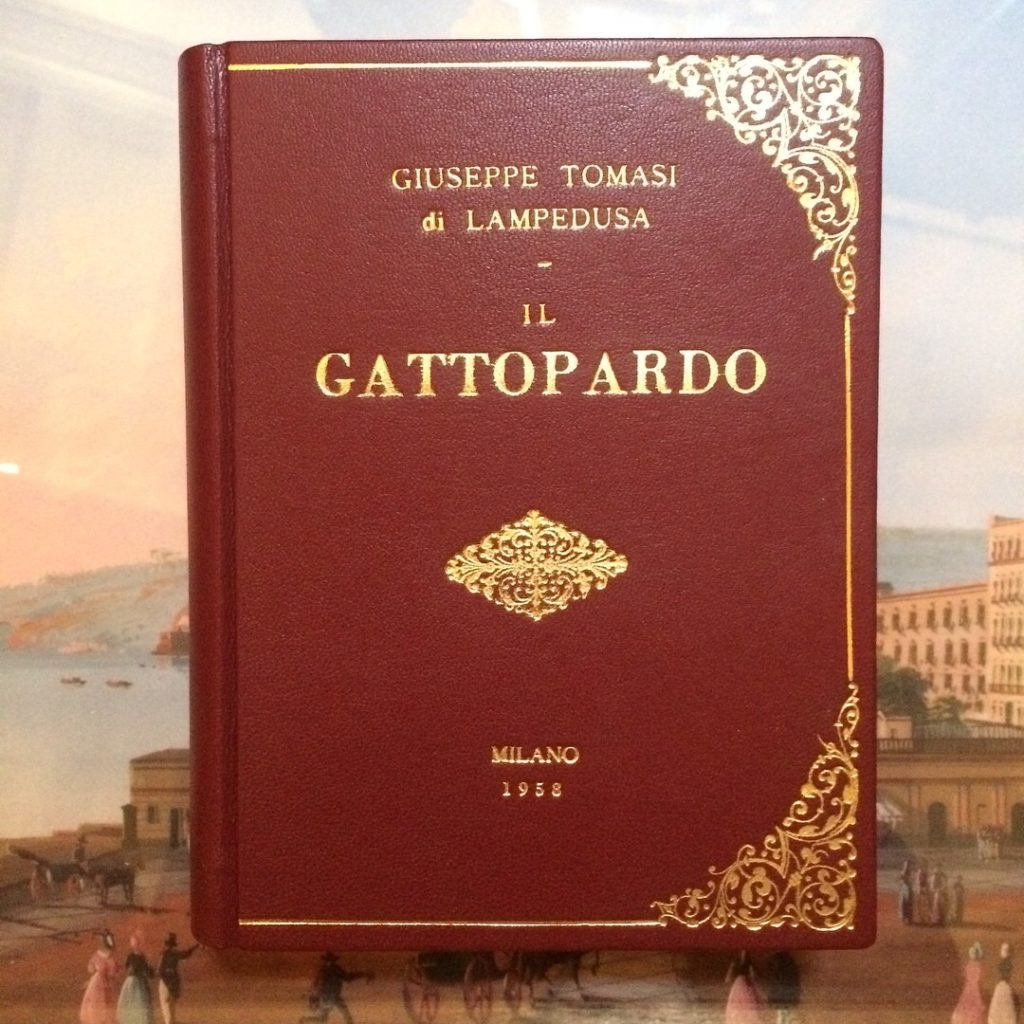 GIUSEPPE TOMASI
di LAMPEDUSA
-
IL
GATTOPARDO
MILANO
1958